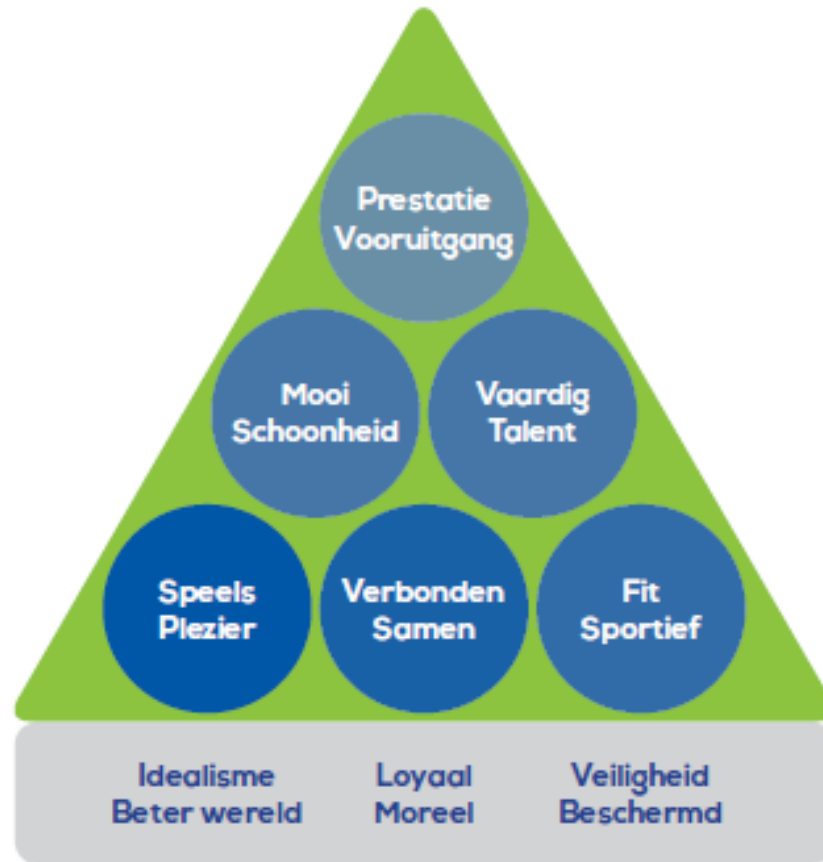 Prestatie
Vooruitgang
Mooi
Schoonheid
Vaardig
Talent
Speels
Plezier
Verbonden
Samen
Fit
Sportief
Idealisme
Beter wereld
Loyaal
Moreel
Veiligheid
Beschermd